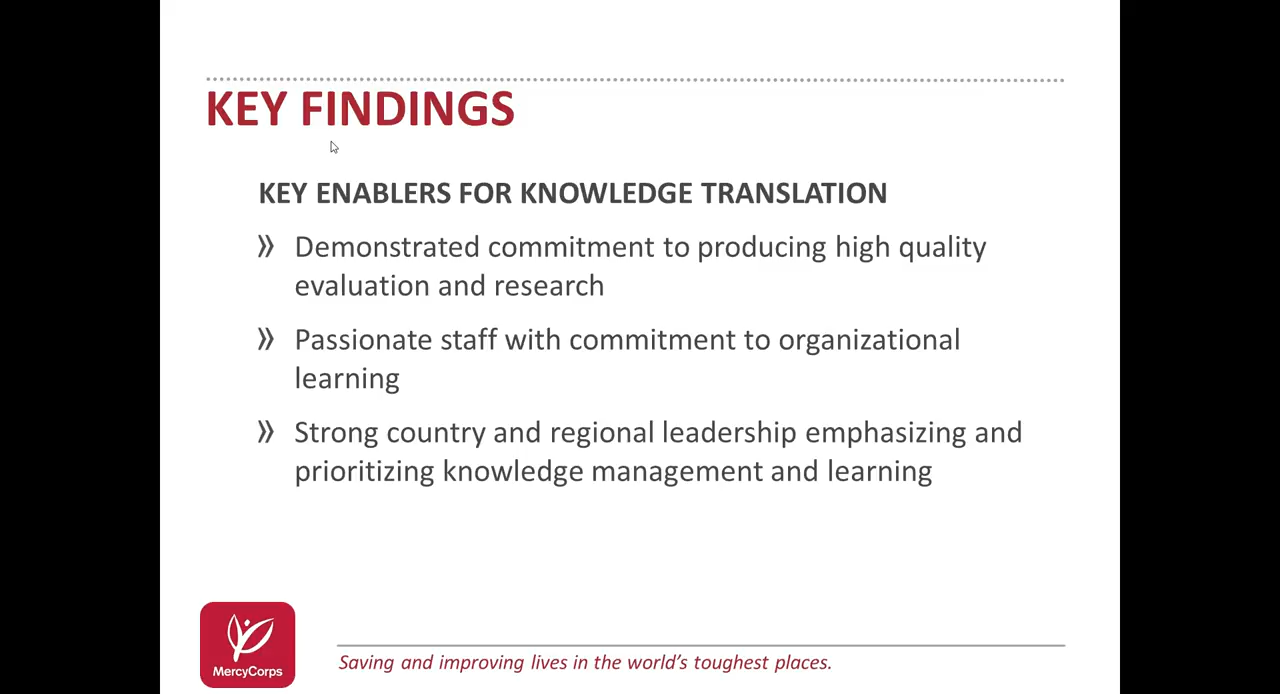 KEY FINDINGS
KEY ENABLERS FOR KNOWLEDGE TRANSLATION
» Demonstrated commitment to producing high quality
evaluation and research
» Passionate staff with commitment to organizational
learning
» Strong country and regional leadership emphasizing and
prioritizing knowledge management and learning
MercyCorps
Saving and improving lives in the world's toughest places.